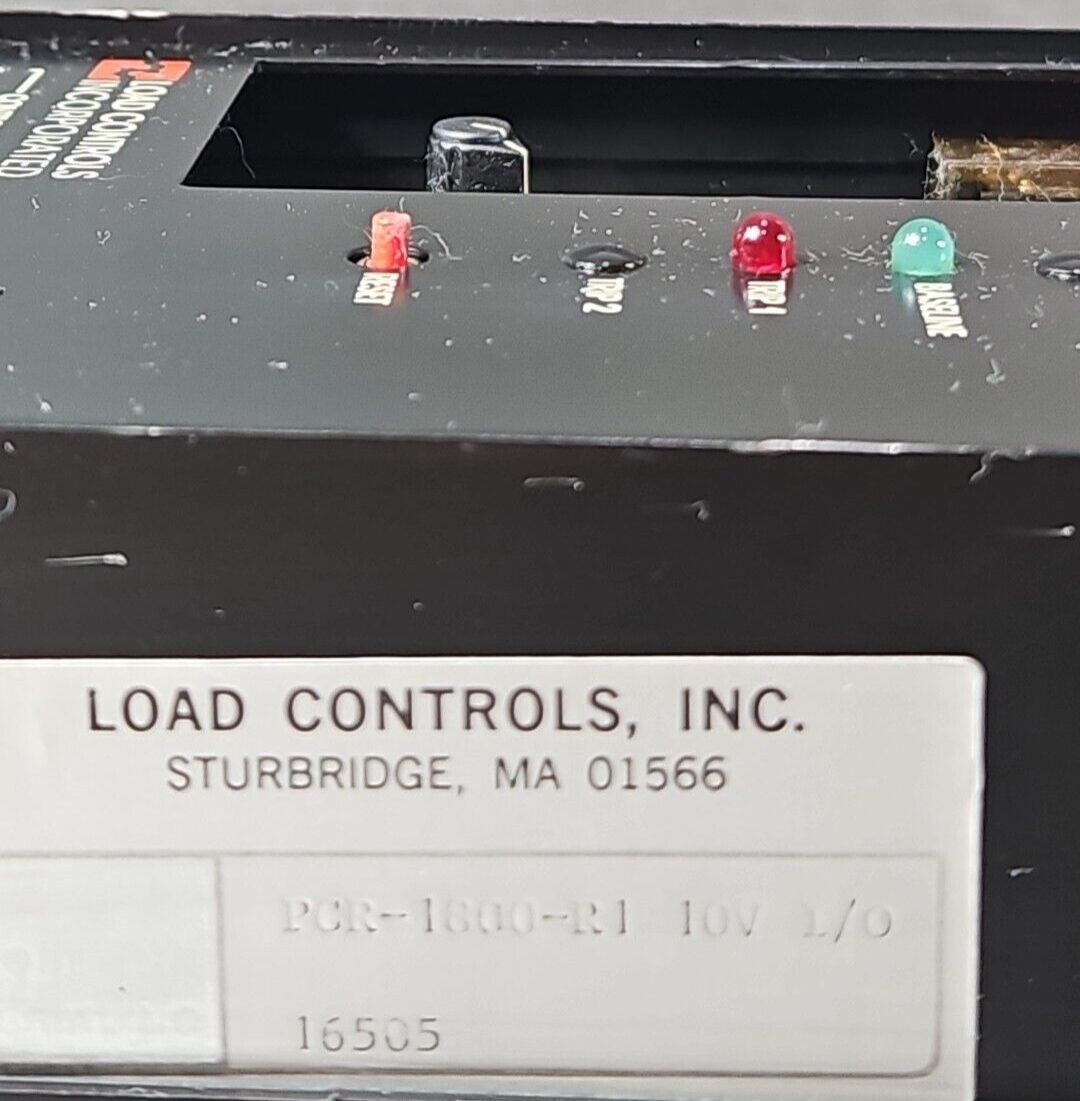 LOAD CONTROLS
INCORPORATED
RESET
TRIP 2
TRIP 1
BASELINE
LOAD CONTROLS, INC.
STURBRIDGE, MA 01566
PCR-1800-R1 10V I/O
16505